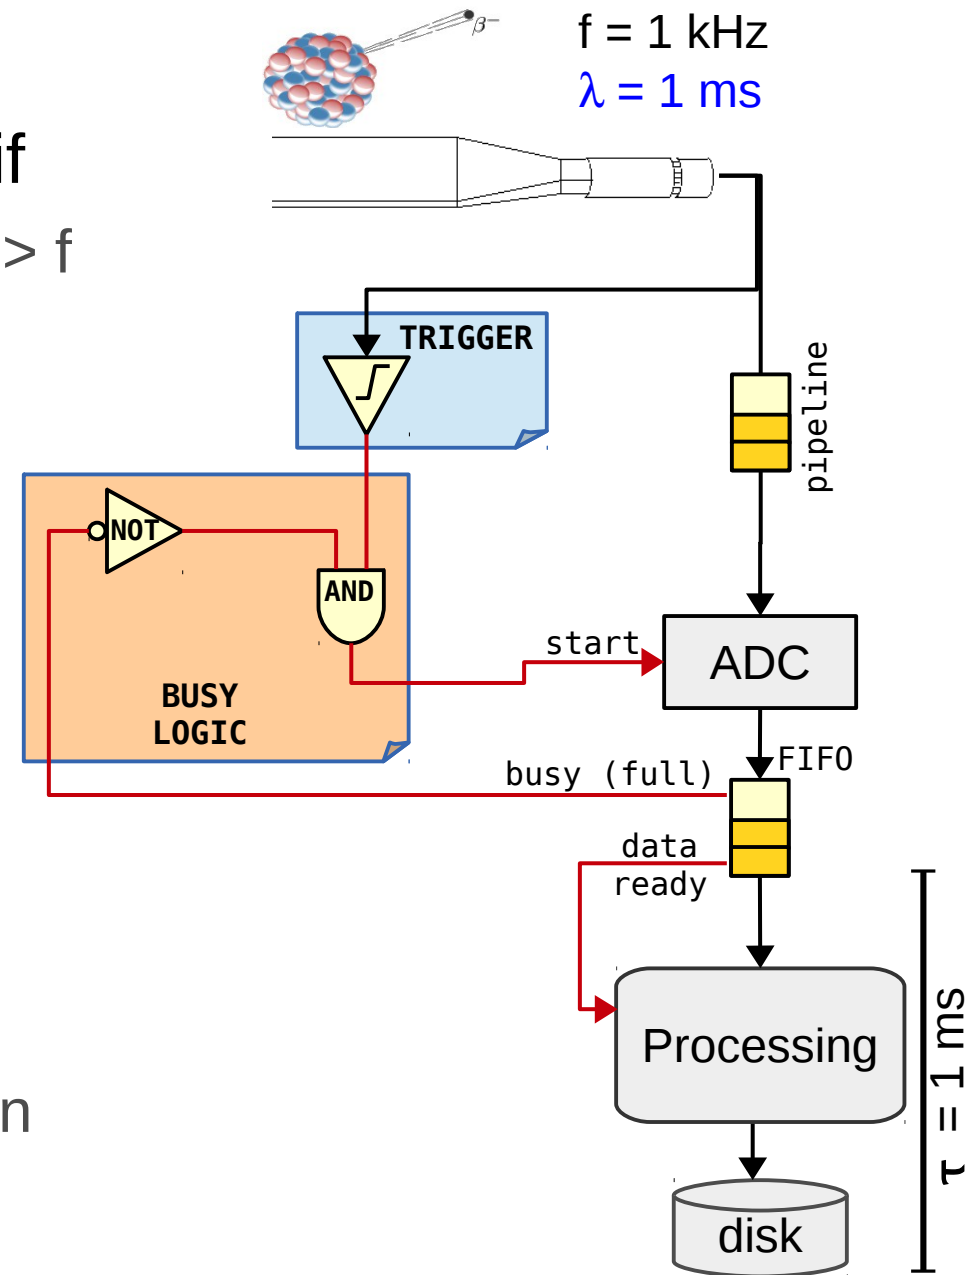 β⁻
f = 1 kHz
λ = 1 ms
if
> f
TRIGGER
pipeline
NOT
AND
start
ADC
BUSY
LOGIC
FIFO
busy (full)
data
ready
Processing
τ = 1 ms
n
disk